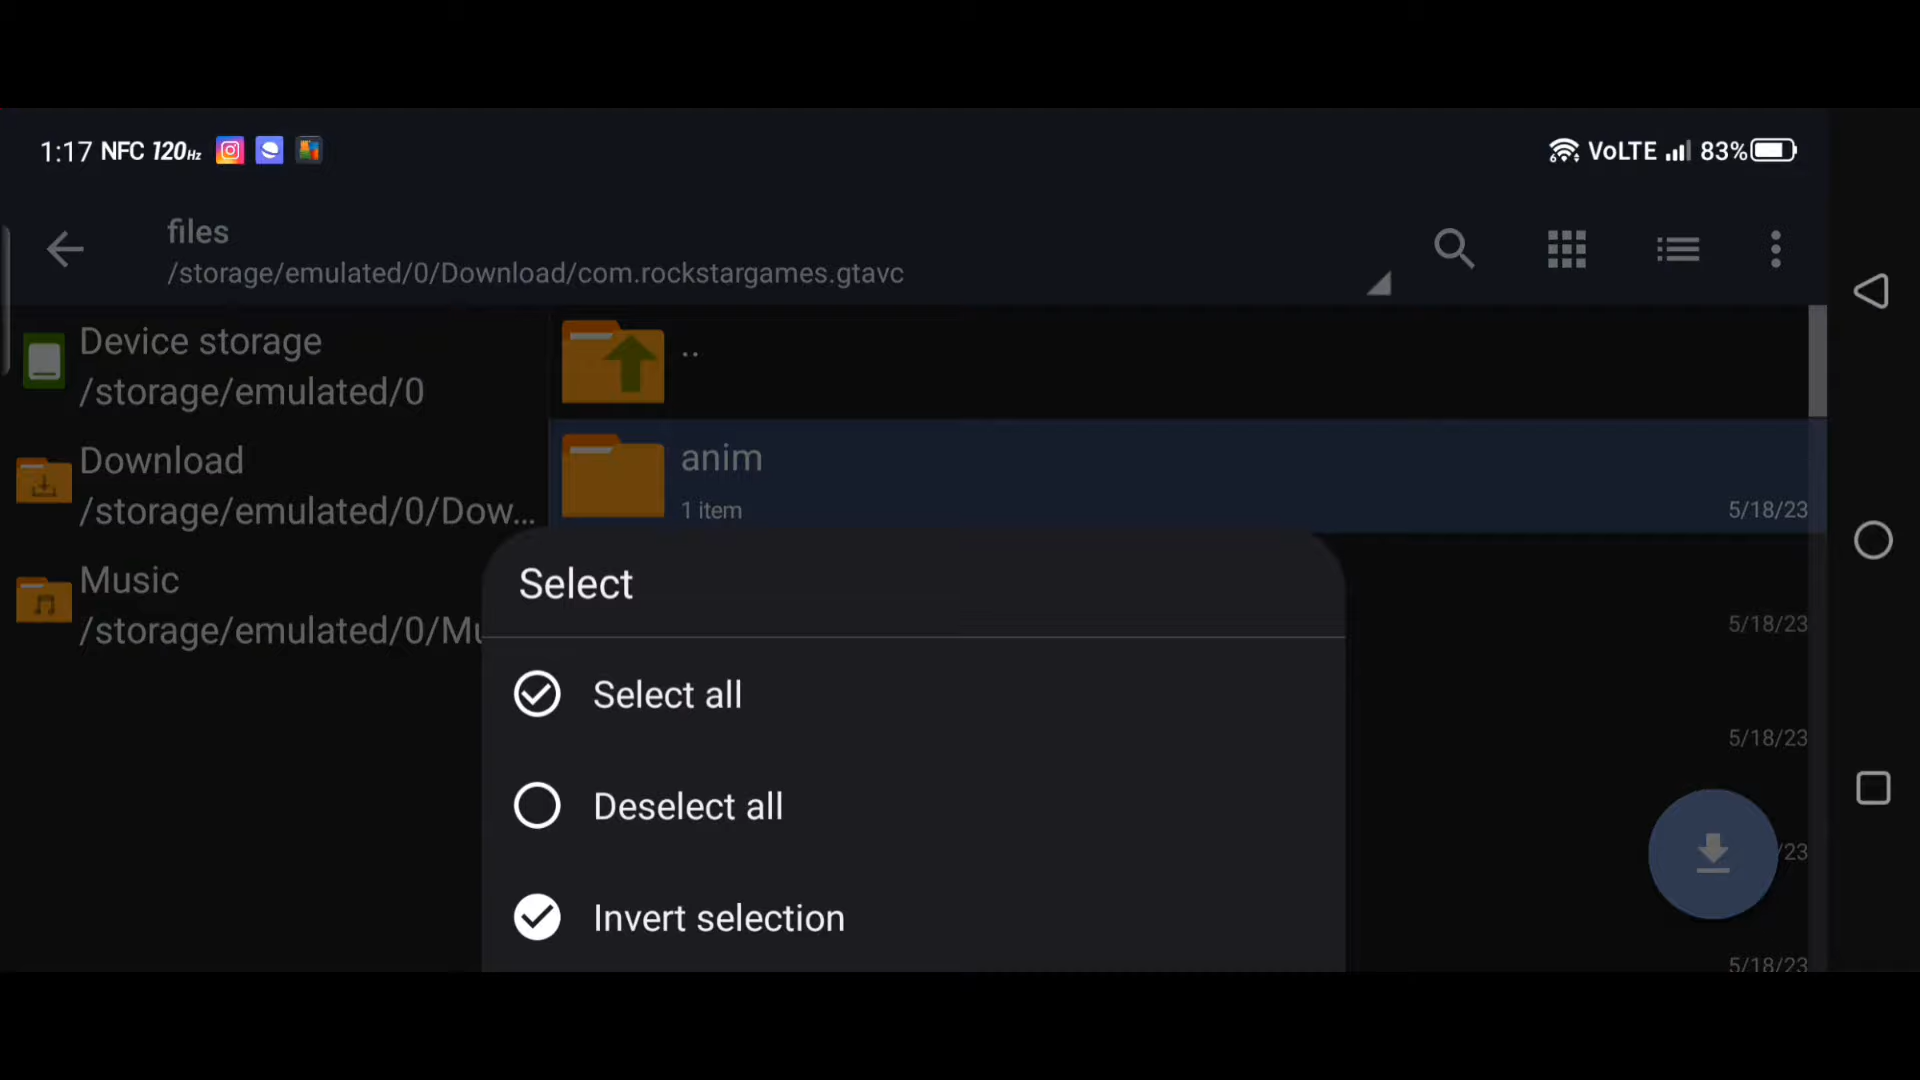 1:17 NFC 120Hz
VoLTE 83%
files
/storage/emulated/0/Download/com.rockstargames.gtavc
Device storage
/storage/emulated/0
Download
/storage/emulated/0/Dow...
Music
/storage/emulated/0/Mu
..
anim
1 item
5/18/23
5/18/23
5/18/23
/23
5/18/23
Select
Select all
Deselect all
Invert selection